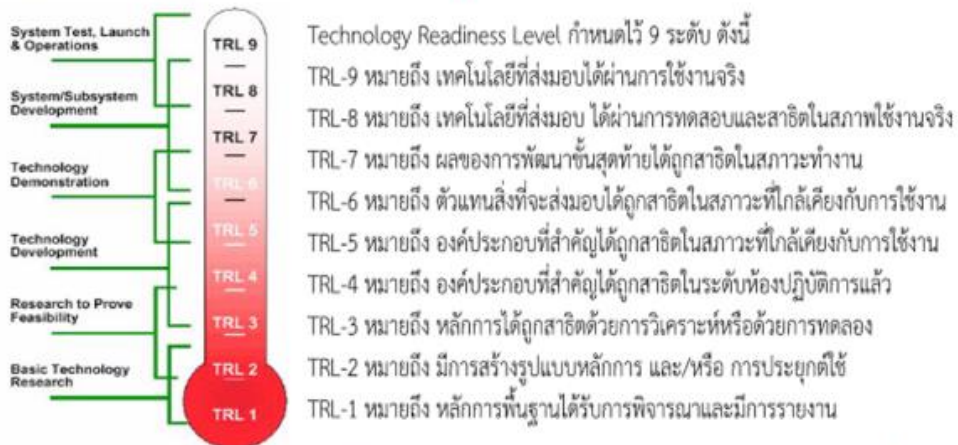 System Test, Launch
& Operations
System/Subsystem
Development
Technology
Demonstration
Technology
Development
Research to Prove
Feasibility
Basic Technology
Research
TRL 9
TRL 8
TRL 7
TRL 6
TRL 5
TRL 4
TRL 3
TRL 2
TRL 1
Technology Readiness Level กำหนดไว้ 9 ระดับ ดังนี้
TRL-9 หมายถึง เทคโนโลยีที่ส่งมอบได้ผ่านการใช้งานจริง
TRL-8 หมายถึง เทคโนโลยีที่ส่งมอบ ได้ผ่านการทดสอบและสาธิตในสภาพใช้งานจริง
TRL-7 หมายถึง ผลของการพัฒนาขั้นสุดท้ายได้ถูกสาธิตในสภาวะทำงาน
TRL-6 หมายถึง ตัวแทนสิ่งที่จะส่งมอบได้ถูกสาธิตในสภาวะที่ใกล้เคียงกับการใช้งาน
TRL-5 หมายถึง องค์ประกอบที่สำคัญได้ถูกสาธิตในสภาวะที่ใกล้เคียงกับการใช้งาน
TRL-4 หมายถึง องค์ประกอบที่สำคัญได้ถูกสาธิตในระดับห้องปฏิบัติการแล้ว
TRL-3 หมายถึง หลักการได้ถูกสาธิตด้วยการวิเคราะห์หรือด้วยการทดลอง
TRL-2 หมายถึง มีการสร้างรูปแบบหลักการ และ/หรือ การประยุกต์ใช้
TRL-1 หมายถึง หลักการพื้นฐานได้รับการพิจารณาและมีการรายงาน